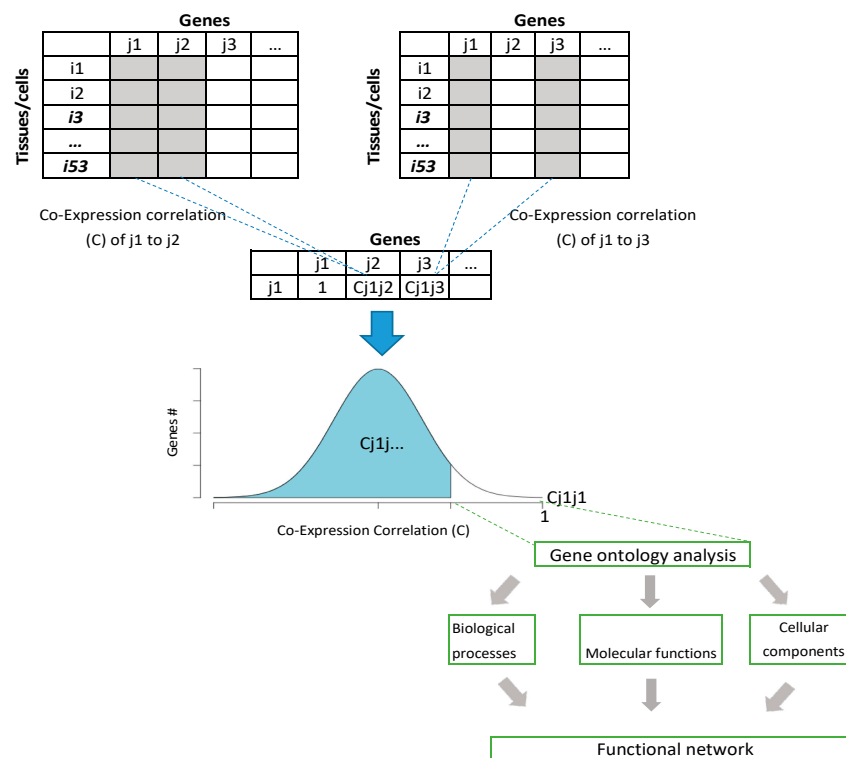 Genes
j1 j2 j3 ...
i1
i2
i3
...
i53
Tissues/cells
Genes
j1 j2 j3 ...
i1
i2
i3
...
i53
Tissues/cells
Co-Expression correlation
(C) of j1 to j2
Co-Expression correlation
(C) of j1 to j3
Genes
j1 j2 j3 ...
j1 1 Cj1j2 Cj1j3
Genes #
Cj1j...
Cj1j1
1
Co-Expression Correlation (C)
Gene ontology analysis
Biological
processes
Molecular functions
Cellular
components
Functional network